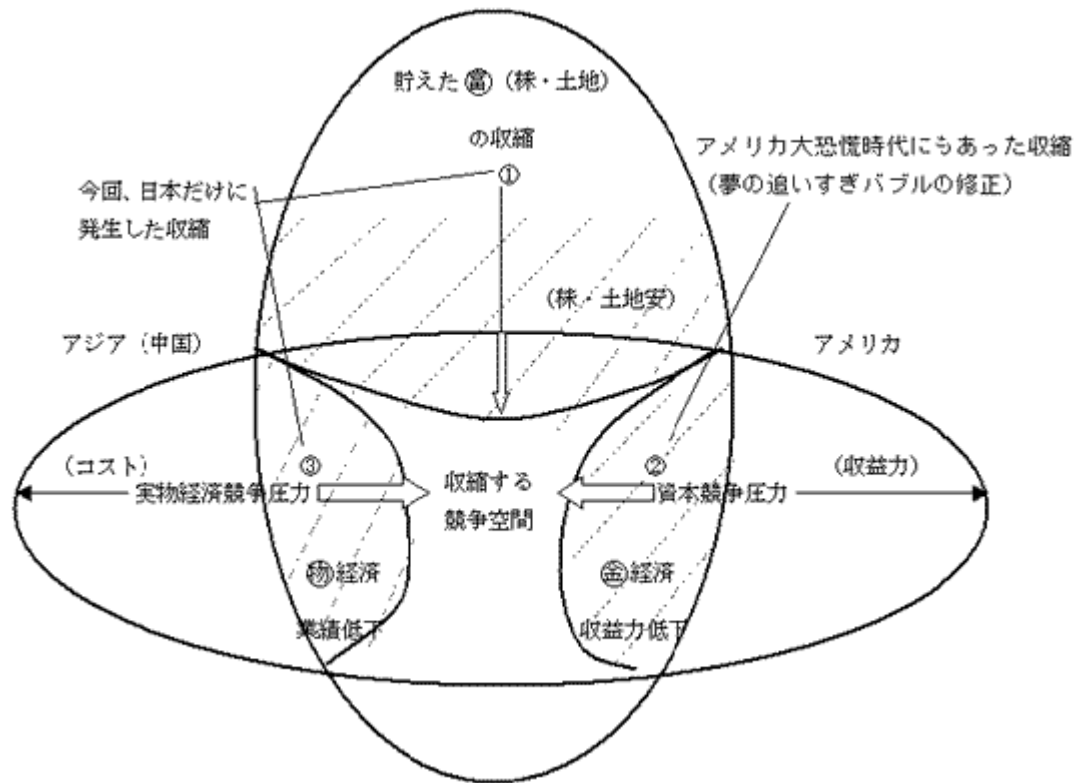 貯えた㊒（株・土地）
の収縮
①
アメリカ大恐慌時代にもあった収縮
（夢の追いすぎバブルの修正）
今回、日本だけに
発生した収縮
（株・土地安）
アジア（中国）
アメリカ
（コスト）
③
実物経済競争圧力
収縮する
競争空間
②
資本競争圧力
（収益力）
物経済
業績低下
金経済
収益力低下